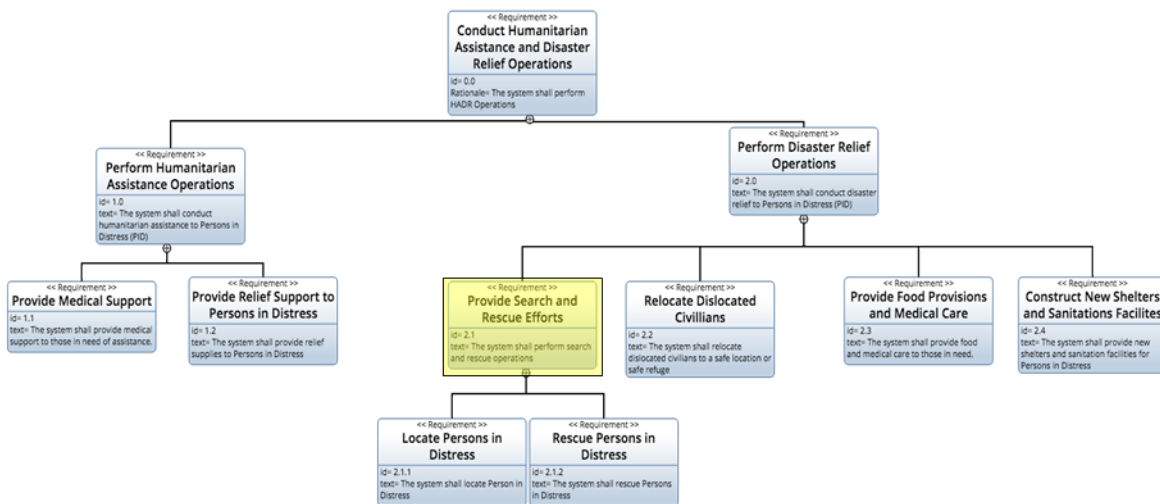 << Requirement >>
Conduct Humanitarian
Assistance and Disaster
Relief Operations
id= 0.0
Rationale= The system shall perform
HADR Operations
<< Requirement >>
Perform Humanitarian
Assistance Operations
id= 1.0
text= The system shall conduct
humanitarian assistance to Persons in
Distress (PID)
<< Requirement >>
Perform Disaster Relief
Operations
id= 2.0
text= The system shall conduct disaster
relief to Persons in Distress (PID)
<< Requirement >>
Provide Medical Support
id= 1.1
text= The system shall provide medical
support to those in need of assistance.
<< Requirement >>
Provide Relief Support to
Persons in Distress
id= 1.2
text= The system shall provide relief
supplies to Persons in Distress
<< Requirement >>
Provide Search and
Rescue Efforts
id= 2.1
text= The system shall perform search
and rescue operations
<< Requirement >>
Relocate Dislocated
Civillians
id= 2.2
text= The system shall relocate
dislocated civilians to a safe location or
safe refuge
<< Requirement >>
Provide Food Provisions
and Medical Care
id= 2.3
text= The system shall provide food
and medical care to those in need.
<< Requirement >>
Construct New Shelters
and Sanitations Facilites
id= 2.4
text= The system shall provide new
shelters and sanitation facilities for
Persons in Distress
<< Requirement >>
Locate Persons in
Distress
id= 2.1.1
text= The system shall locate Person in
Distress
<< Requirement >>
Rescue Persons in
Distress
id= 2.1.2
text= The system shall rescue Persons
in Distress